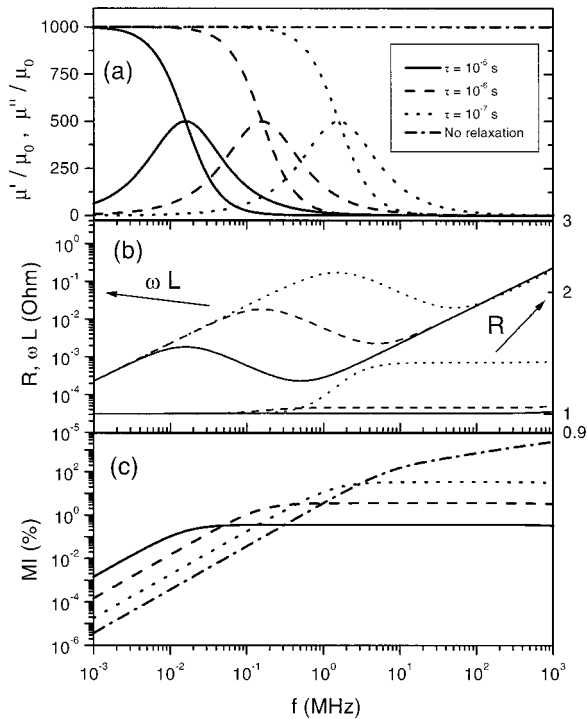 1000
750
500
250
0
μ' / μ₀ , μ'' / μ₀
(a)
τ = 10⁻⁵ s
τ = 10⁻⁶ s
τ = 10⁻⁷ s
No relaxation
10⁰
10⁻¹
10⁻²
10⁻³
10⁻⁴
10⁻⁵
R, ω L (Ohm)
(b)
ω L
R
3
2
1
0.9
10²
10⁰
10⁻²
10⁻⁴
10⁻⁶
MI (%)
(c)
10⁻³ 10⁻² 10⁻¹ 10⁰ 10¹ 10² 10³
f (MHz)